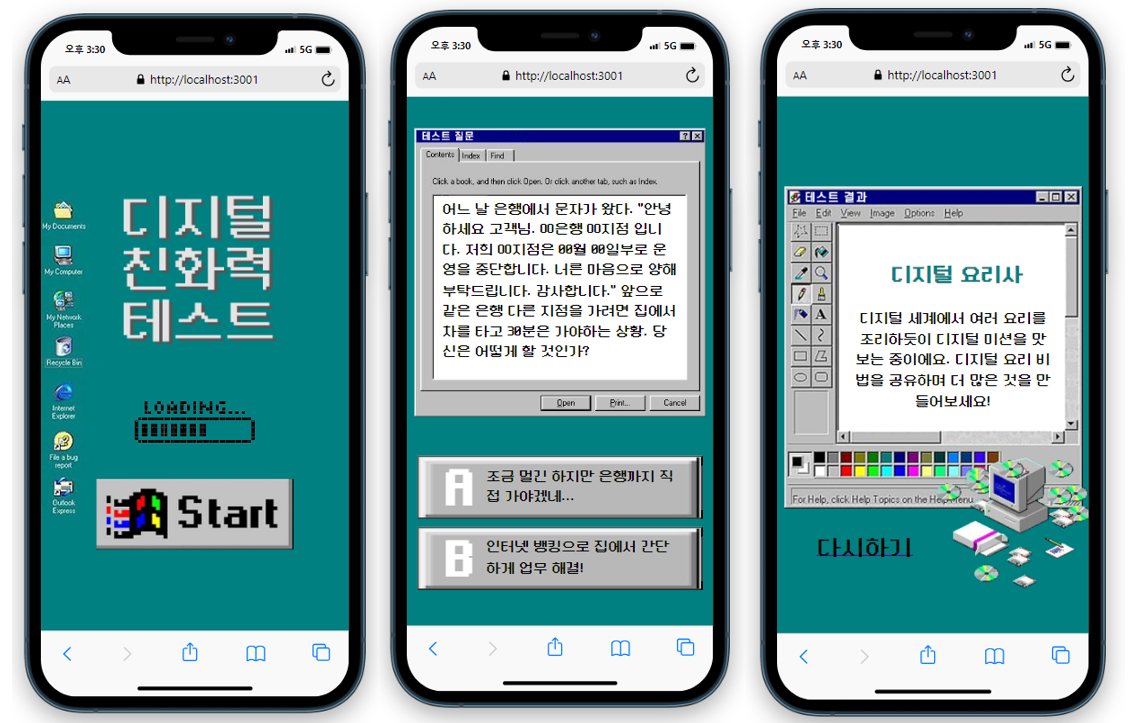 오후 3:30
5G
AA
http://localhost:3001
디지털
친화력
테스트
My Documents
My Computer
My Network
Places
Recycle Bin
Internet
Explorer
File a bug
report
Outlook
Express
LOADING...
Start
오후 3:30
5G
AA
http://localhost:3001
테스트 질문
Contents
Index
Find
Click a book, and then click Open. Or click another tab, such as Index.
어느 날 은행에서 문자가 왔다. "안녕
하세요 고객님. 00은행 00지점 입니
다. 저희 00지점은 00월 00일부로 운
영을 중단합니다. 너른 마음으로 양해
부탁드립니다. 감사합니다." 앞으로
같은 은행 다른 지점을 가려면 집에서
차를 타고 30분은 가야하는 상황. 당
신은 어떻게 할 것인가?
Open
Print...
Cancel
A
조금 멀긴 하지만 은행까지 직
접 가야겠네...
B
인터넷 뱅킹으로 집에서 간단
하게 업무 해결!
오후 3:30
5G
AA
http://localhost:3001
테스트 결과
File Edit View Image Options Help
A
디지털 요리사
디지털 세계에서 여러 요리를
조리하듯이 디지털 미션을 맛
보는 중이에요. 디지털 요리 비
법을 공유하며 더 많은 것을 만
들어보세요!
For Help, click Help Topics on the Help Menu.
다시하기